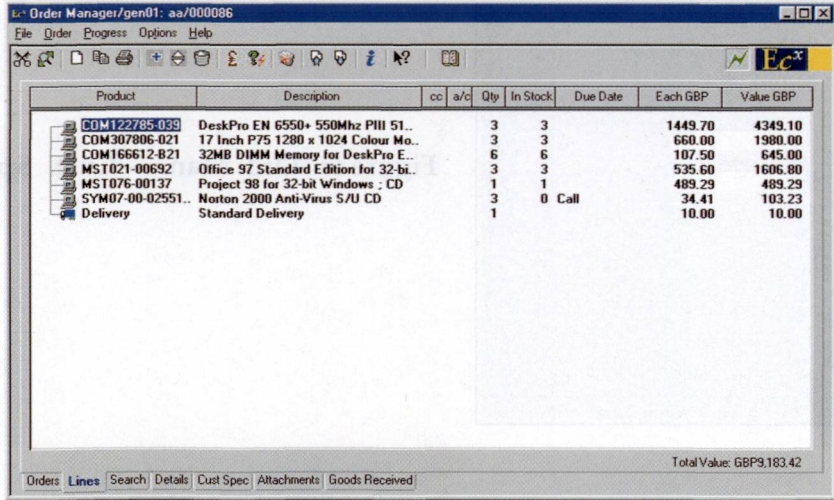 Order Manager/gen01: aa/000086
File Order Progress Options Help
Ecx
Product Description cc a/c Qty In Stock Due Date Each GBP Value GBP
COM122785-039 DeskPro EN 6550+ 550Mhz PIII 51.. 3 3 1449.70 4349.10
COM307806-021 17 Inch P75 1280 x 1024 Colour Mo.. 3 3 660.00 1980.00
COM166612-B21 32MB DIMM Memory for DeskPro E.. 6 6 107.50 645.00
MST021-00692 Office 97 Standard Edition for 32-bi.. 3 3 535.60 1606.80
MST076-00137 Project 98 for 32-bit Windows ; CD 1 1 489.29 489.29
SYM07-00-02551.. Norton 2000 Anti-Virus S/U CD 3 0 Call 34.41 103.23
Delivery Standard Delivery 1 10.00 10.00
Total Value: GBP9,183.42
Orders Lines Search Details Cust Spec Attachments Goods Received